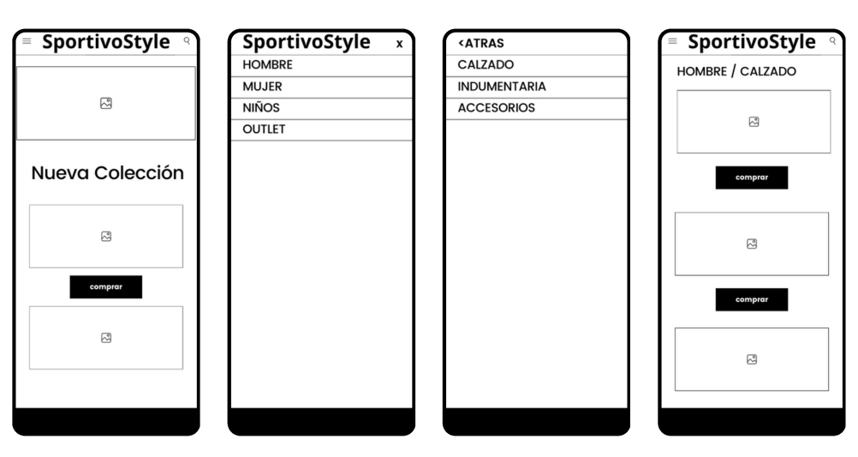 SportivoStyle
Nueva Colección
comprar
SportivoStyle x
HOMBRE
MUJER
NIÑOS
OUTLET
<ATRAS
CALZADO
INDUMENTARIA
ACCESORIOS
SportivoStyle
HOMBRE / CALZADO
comprar
comprar